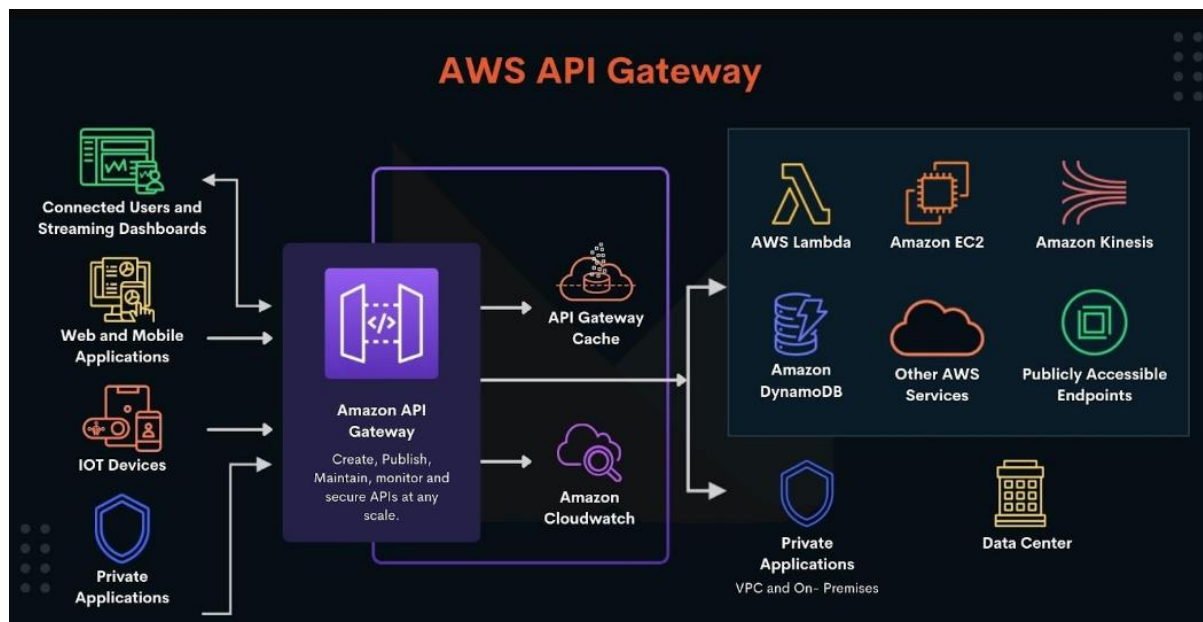 AWS API Gateway
Connected Users and
Streaming Dashboards
Web and Mobile
Applications
IOT Devices
Private
Applications
</>
Amazon API
Gateway
Create, Publish,
Maintain, monitor and
secure APIs at any
scale.
API Gateway
Cache
Amazon
Cloudwatch
AWS Lambda
Amazon EC2
Amazon Kinesis
Amazon
DynamoDB
Other AWS
Services
Publicly Accessible
Endpoints
Private
Applications
VPC and On- Premises
Data Center